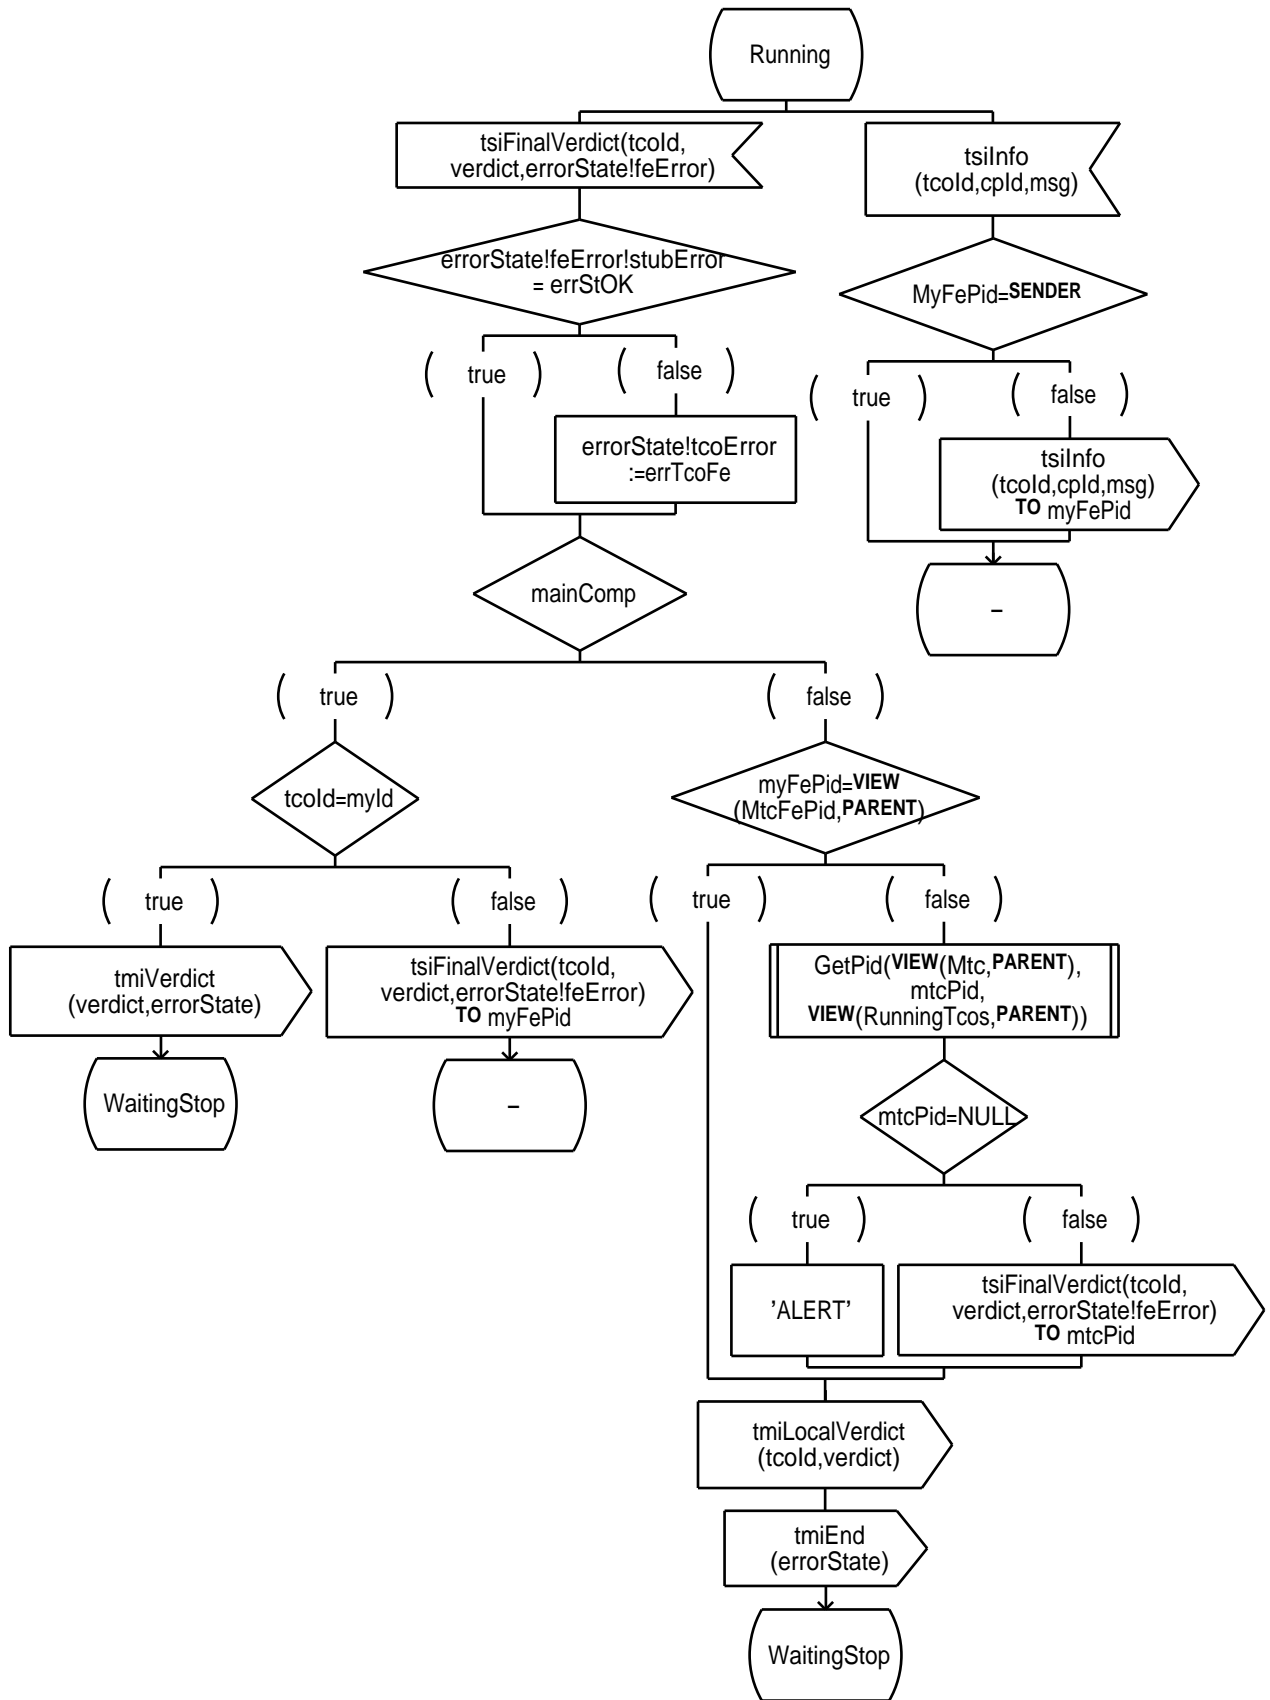 Running
tsiFinalVerdict(tcoId,
verdict,errorState!feError)
tsiInfo
(tcoId,cpId,msg)
errorState!feError!stubError
= errStOK
MyFePid=SENDER
( true )
( false )
( true )
( false )
errorState!tcoError
:=errTcoFe
tsiInfo
(tcoId,cpId,msg)
TO myFePid
mainComp
–
( true )
( false )
tcoId=myId
myFePid=VIEW
(MtcFePid,PARENT)
( true )
( false )
( true )
( false )
tmiVerdict
(verdict,errorState)
tsiFinalVerdict(tcoId,
verdict,errorState!feError)
TO myFePid
GetPid(VIEW(Mtc,PARENT),
mtcPid,
VIEW(RunningTcos,PARENT))
WaitingStop
–
mtcPid=NULL
( true )
( false )
'ALERT'
tsiFinalVerdict(tcoId,
verdict,errorState!feError)
TO mtcPid
tmiLocalVerdict
(tcoId,verdict)
tmiEnd
(errorState)
WaitingStop